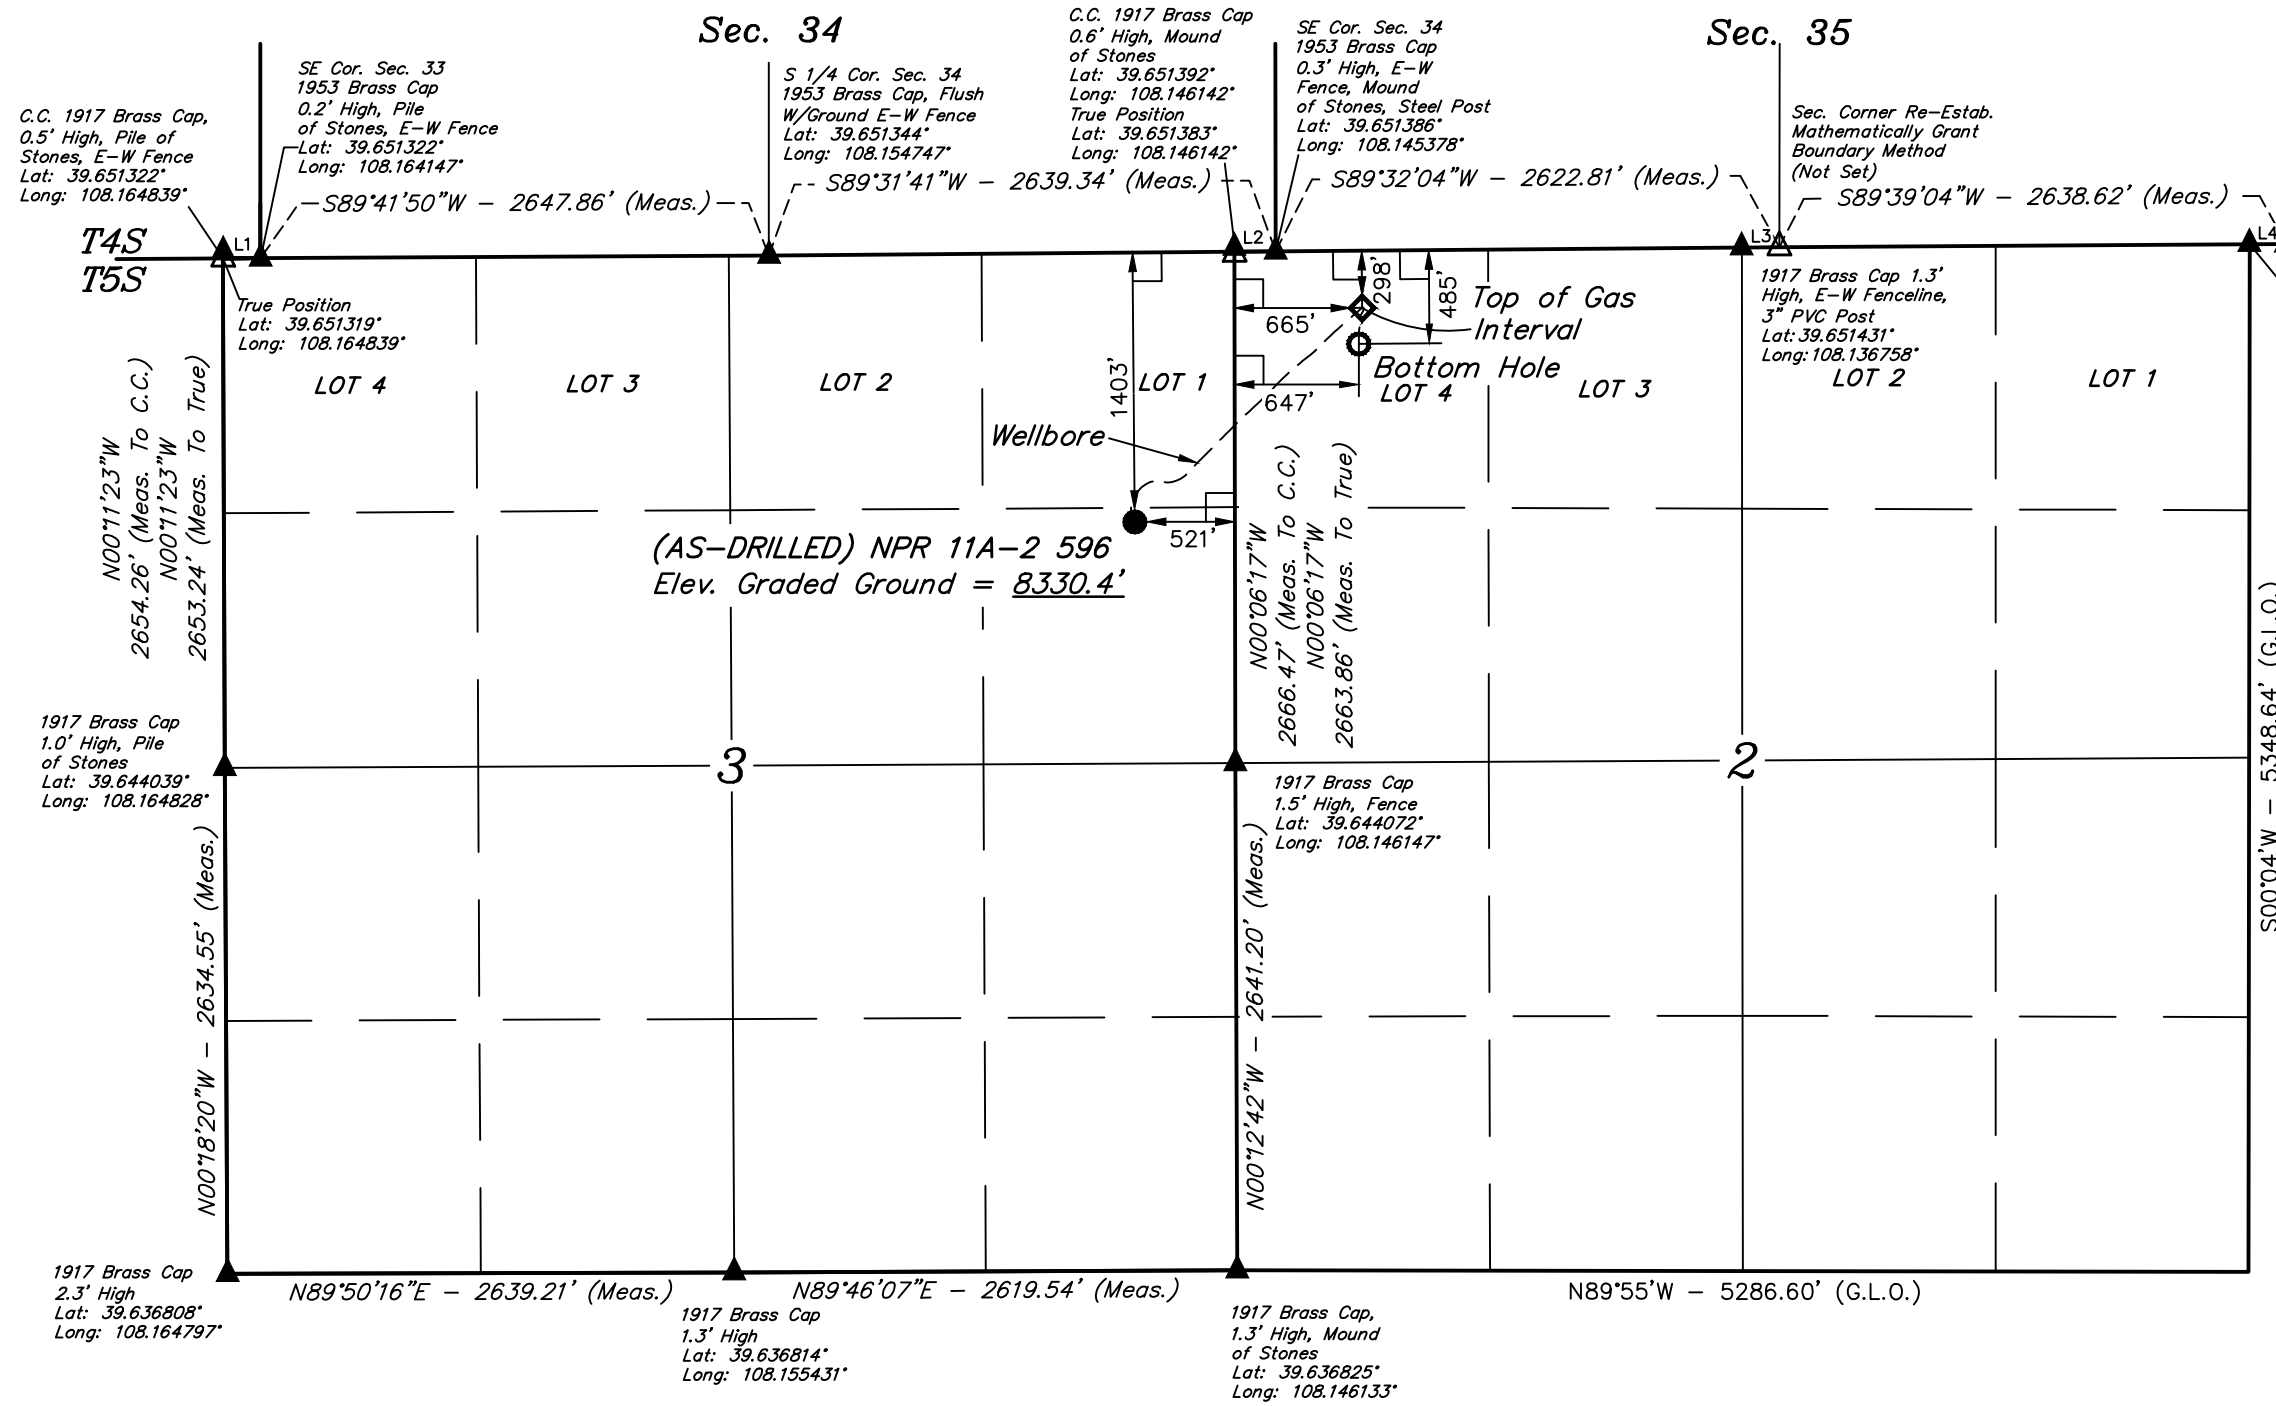 Sec. 34
Sec. 35
C.C. 1917 Brass Cap,
0.5' High, Pile of
Stones, E-W Fence
Lat: 39.651322°
Long: 108.164839°
SE Cor. Sec. 33
1953 Brass Cap
0.2' High, Pile
of Stones, E-W Fence
Lat: 39.651322°
Long: 108.164147°
S 1/4 Cor. Sec. 34
1953 Brass Cap, Flush
W/Ground E-W Fence
Lat: 39.651344°
Long: 108.154747°
C.C. 1917 Brass Cap
0.6' High, Mound
of Stones
Lat: 39.651392°
Long: 108.146142°
True Position
Lat: 39.651383°
Long: 108.146142°
SE Cor. Sec. 34
1953 Brass Cap
0.3' High, E-W
Fence, Mound
of Stones, Steel Post
Lat: 39.651386°
Long: 108.145378°
Sec. Corner Re-Estab.
Mathematically Grant
Boundary Method
(Not Set)
S89°41'50"W - 2647.86' (Meas.)
S89°31'41"W - 2639.34' (Meas.)
S89°32'04"W - 2622.81' (Meas.)
S89°39'04"W - 2638.62' (Meas.)
T4S
T5S
L1
L2
L3
L4
True Position
Lat: 39.651319°
Long: 108.164839°
1917 Brass Cap 1.3'
High, E-W Fenceline,
3" PVC Post
Lat: 39.651431°
Long: 108.136758°
298'
485'
665'
647'
Top of Gas
Interval
Bottom Hole
LOT 4
LOT 3
LOT 2
LOT 1
LOT 4
LOT 3
LOT 2
LOT 1
1403'
Wellbore
521'
(AS-DRILLED) NPR 11A-2 596
Elev. Graded Ground = 8330.4'
N00°11'23"W
2654.26' (Meas. To C.C.)
N00°11'23"W
2653.24' (Meas. To True)
N00°06'17"W
2666.47' (Meas. To C.C.)
N00°06'17"W
2663.86' (Meas. To True)
S00°04'W - 5348.64' (G.L.O.)
1917 Brass Cap
1.0' High, Pile
of Stones
Lat: 39.644039°
Long: 108.164828°
3
2
1917 Brass Cap
1.5' High, Fence
Lat: 39.644072°
Long: 108.146147°
N00°18'20"W - 2634.55' (Meas.)
N00°12'42"W - 2641.20' (Meas.)
1917 Brass Cap
2.3' High
Lat: 39.636808°
Long: 108.164797°
N89°50'16"E - 2639.21' (Meas.)
N89°46'07"E - 2619.54' (Meas.)
N89°55'W - 5286.60' (G.L.O.)
1917 Brass Cap
1.3' High
Lat: 39.636814°
Long: 108.155431°
1917 Brass Cap,
1.3' High, Mound
of Stones
Lat: 39.636825°
Long: 108.146133°